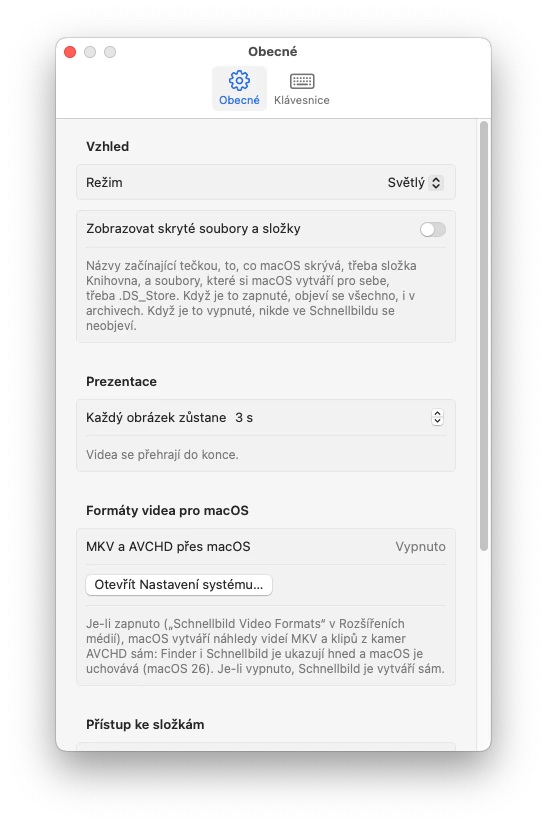 Obecné
Obecné
Klávesnice
Vzhled
Režim
Světlý
Zobrazovat skryté soubory a složky
Názvy začínající tečkou, to, co macOS skrývá, třeba složka
Knihovna, a soubory, které si macOS vytváří pro sebe,
třeba .DS_Store. Když je to zapnuté, objeví se všechno, i v
archivech. Když je to vypnuté, nikde ve Schnellbildu se
neobjeví.
Prezentace
Každý obrázek zůstane 3 s
Videa se přehrají do konce.
Formáty videa pro macOS
MKV a AVCHD přes macOS
Vypnuto
Otevřít Nastavení systému…
Je-li zapnuto („Schnellbild Video Formats“ v Rozšířeních
médií), macOS vytváří náhledy videí MKV a klipů z kamer
AVCHD sám: Finder i Schnellbild je ukazují hned a macOS je
uchovává (macOS 26). Je-li vypnuto, Schnellbild je vytváří sám.
Přístup ke složkám